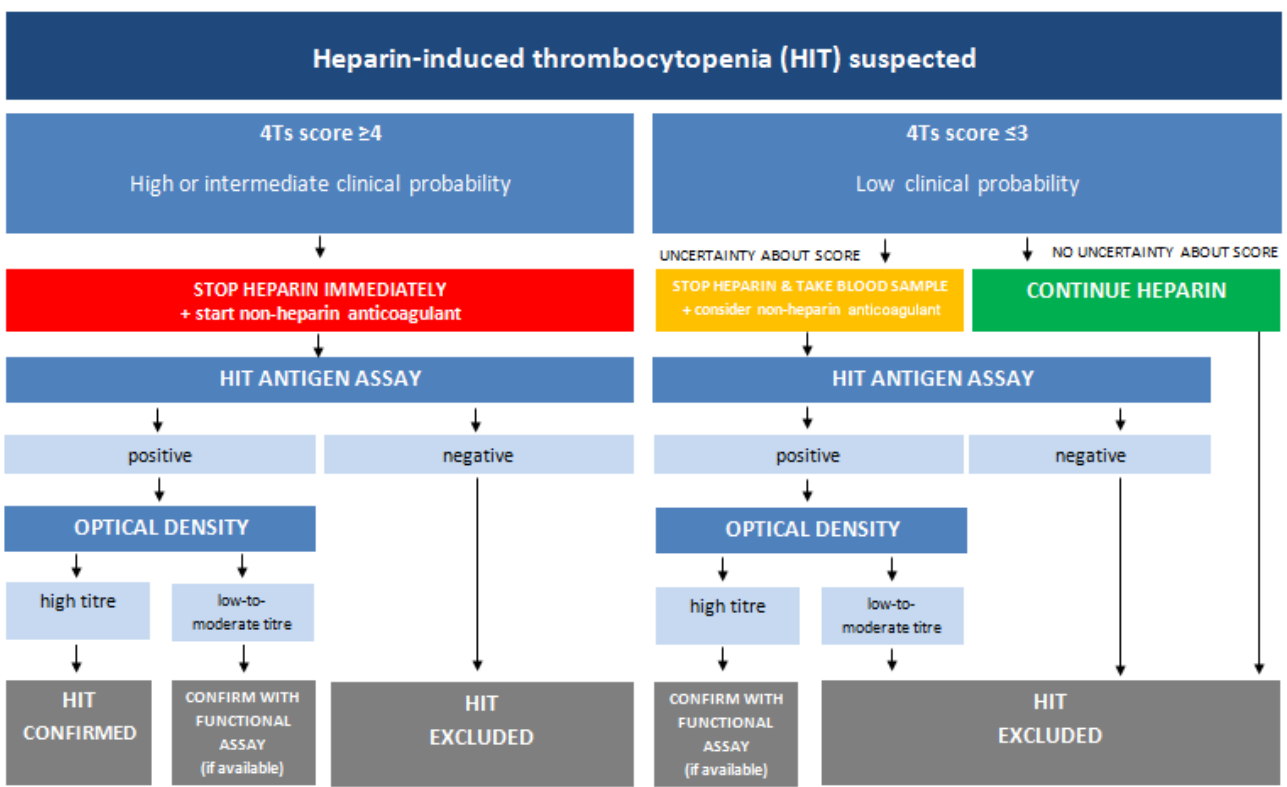 Heparin-induced thrombocytopenia (HIT) suspected
4Ts score ≥4
High or intermediate clinical probability
4Ts score ≤3
Low clinical probability
UNCERTAINTY ABOUT SCORE
NO UNCERTAINTY ABOUT SCORE
STOP HEPARIN IMMEDIATELY
+ start non-heparin anticoagulant
STOP HEPARIN & TAKE BLOOD SAMPLE
+ consider non-heparin anticoagulant
CONTINUE HEPARIN
HIT ANTIGEN ASSAY
HIT ANTIGEN ASSAY
positive
negative
positive
negative
OPTICAL DENSITY
OPTICAL DENSITY
high titre
low-to-
moderate titre
high titre
low-to-
moderate titre
HIT
CONFIRMED
CONFIRM WITH
FUNCTIONAL
ASSAY
(if available)
HIT
EXCLUDED
CONFIRM WITH
FUNCTIONAL
ASSAY
(if available)
HIT
EXCLUDED